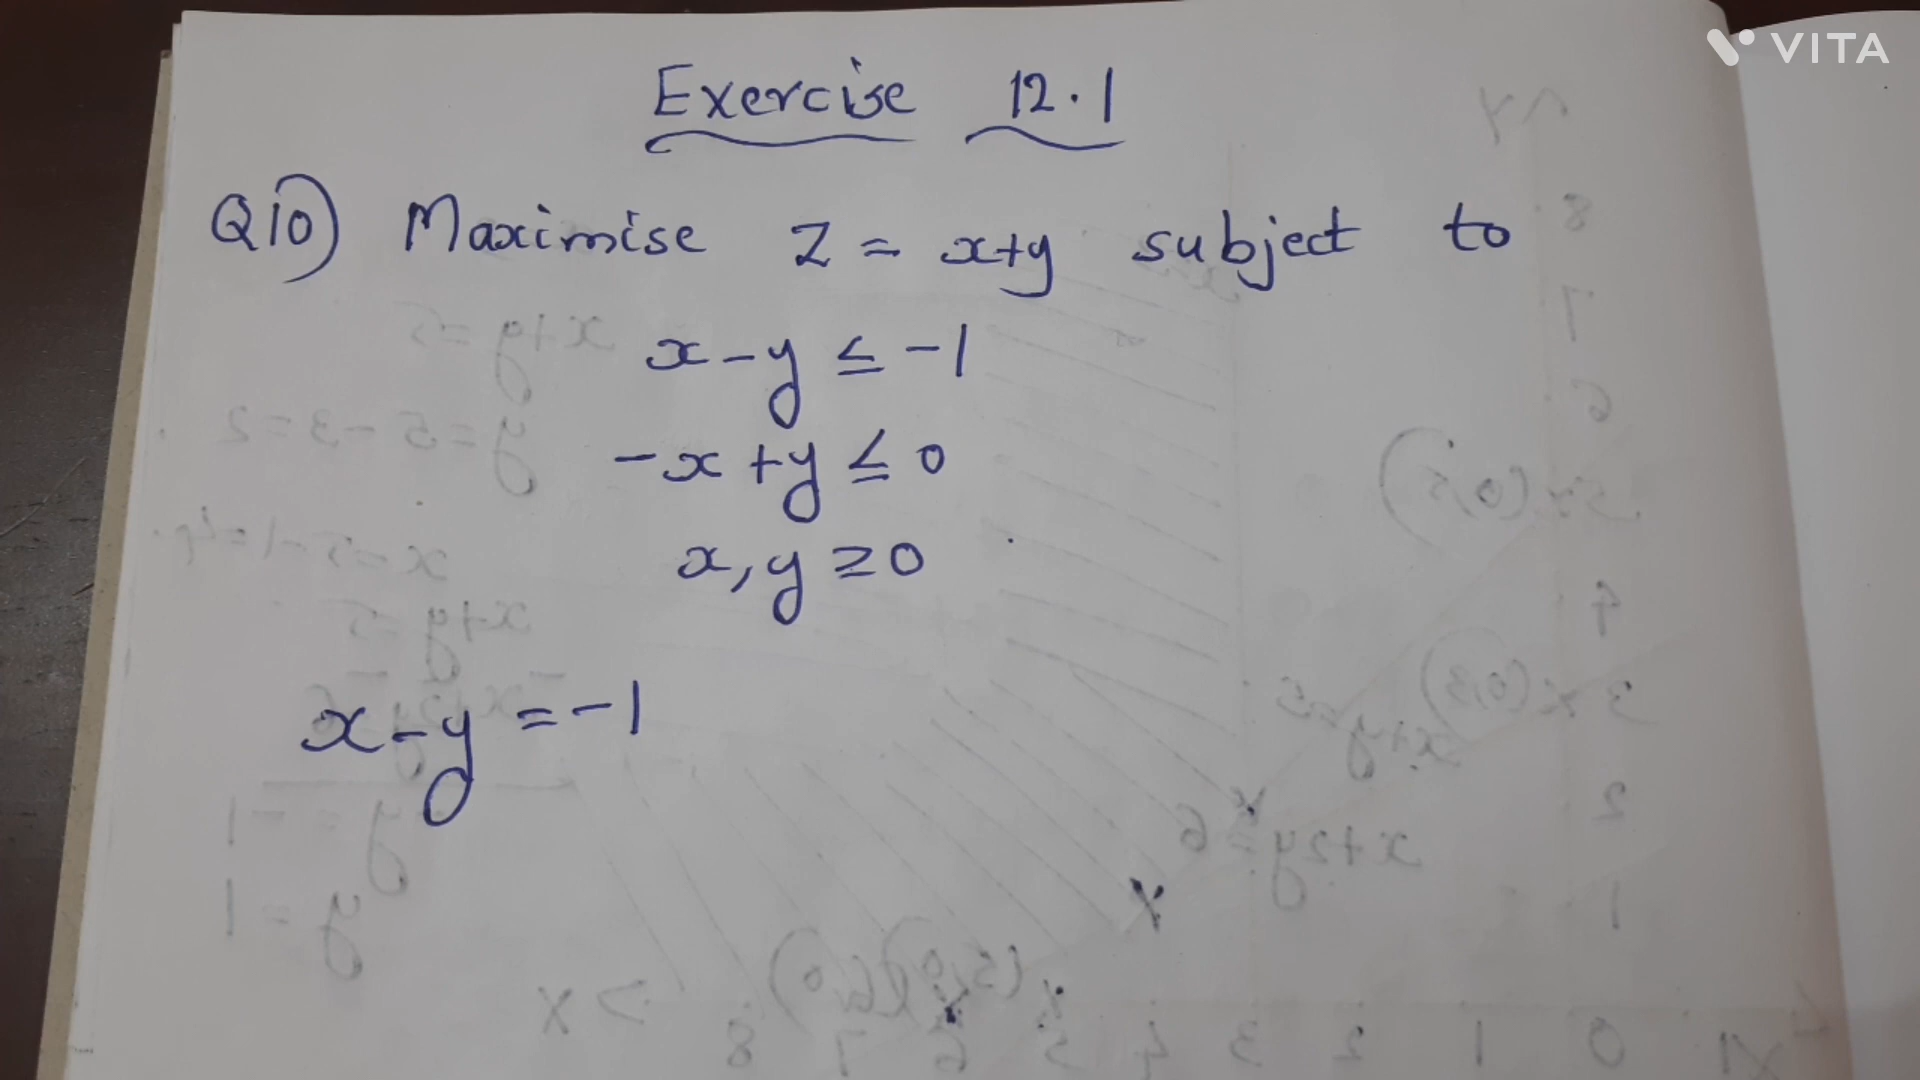 VITA
Exercise 12.1
Q10) Maximise Z = x+y subject to
x-y ≤ -1
-x+y ≤ 0
x, y ≥ 0
x-y = -1